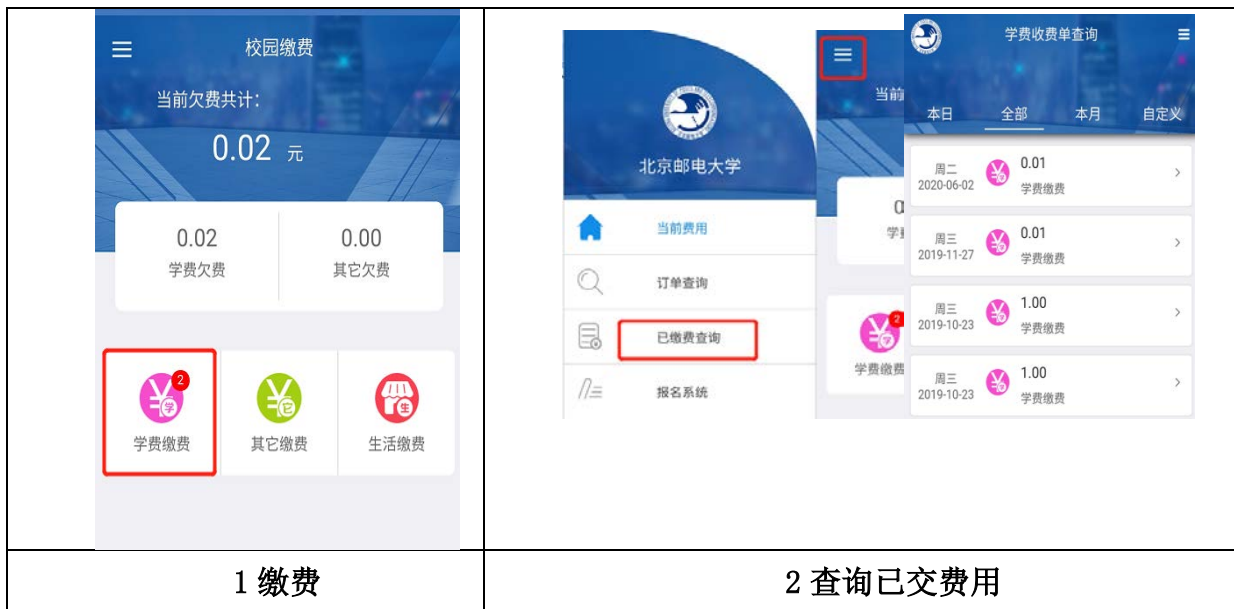 校园缴费
当前欠费共计：
0.02 元
0.02
0.00
学费欠费
其它欠费
2
学
它
生
学费缴费
其它缴费
生活缴费
1 缴费
北京邮电大学
当前费用
订单查询
已缴费查询
报名系统
当前
学
2
学费缴费
学费收费单查询
本日
全部
本月
自定义
周二
2020-06-02
0.01
学费缴费
周三
2019-11-27
0.01
学费缴费
周三
2019-10-23
1.00
学费缴费
周三
2019-10-23
1.00
学费缴费
2 查询已交费用